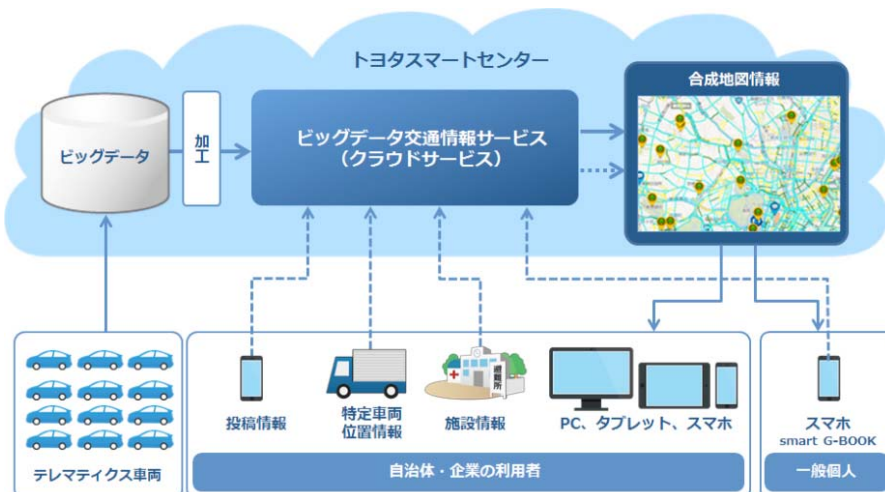 トヨタスマートセンター
合成地図情報
ビッグデータ
加工
ビッグデータ交通情報サービス
（クラウドサービス）
避難所
投稿情報
特定車両
位置情報
施設情報
PC、タブレット、スマホ
スマホ
smart G-BOOK
テレマティクス車両
自治体・企業の利用者
一般個人